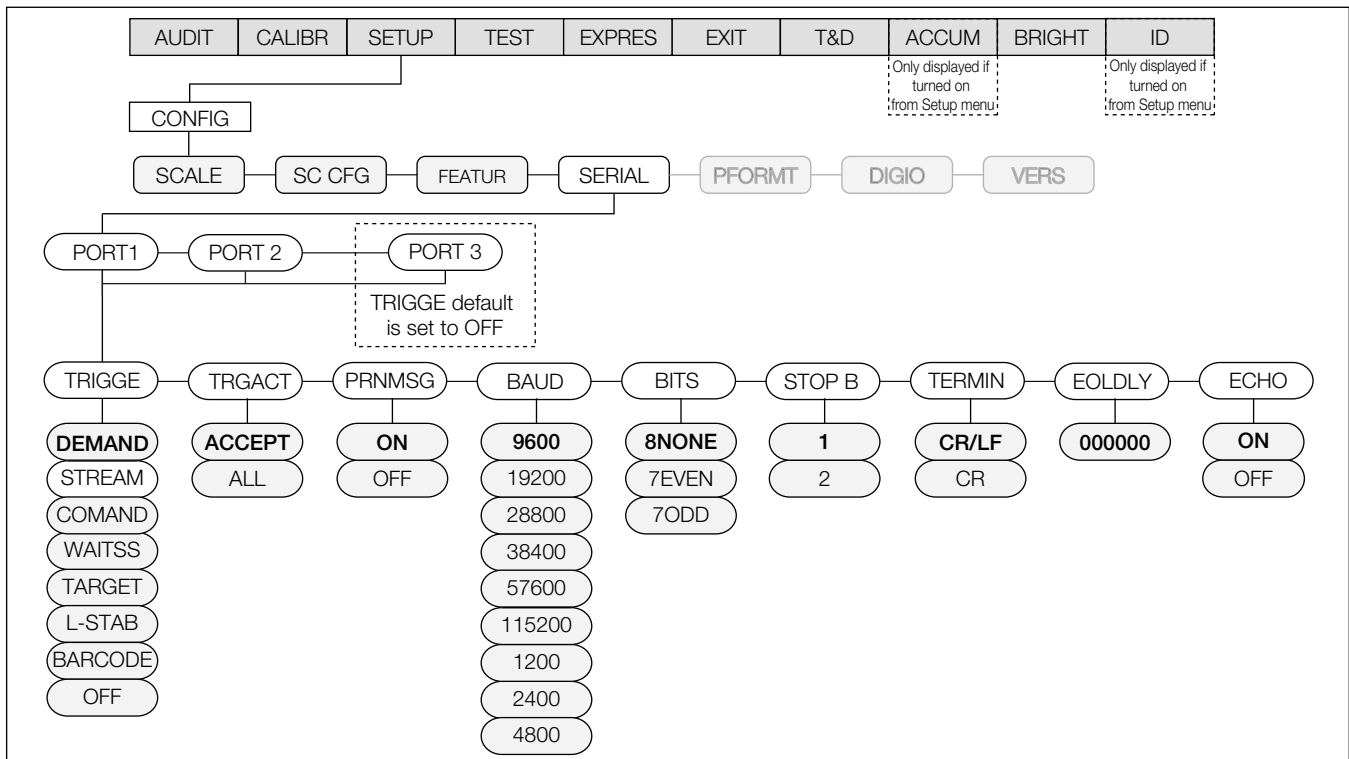 AUDIT CALIBR SETUP TEST EXPRES EXIT T&D ACCUM BRIGHT ID
Only displayed if
turned on
from Setup menu
Only displayed if
turned on
from Setup menu
CONFIG
SCALE SC CFG FEATUR SERIAL PFORMT DIGIO VERS
PORT1 PORT 2 PORT 3
TRIGGE default
is set to OFF
TRIGGE TRGACT PRNMSG BAUD BITS STOP B TERMIN EOLDLY ECHO
DEMAND ACCEPT ON 9600 8NONE 1 CR/LF 000000 ON
STREAM ALL OFF 19200 7EVEN 2 CR OFF
COMAND 28800 7ODD
WAITSS 38400
TARGET 57600
L-STAB 115200
BARCODE 1200
OFF 2400
4800